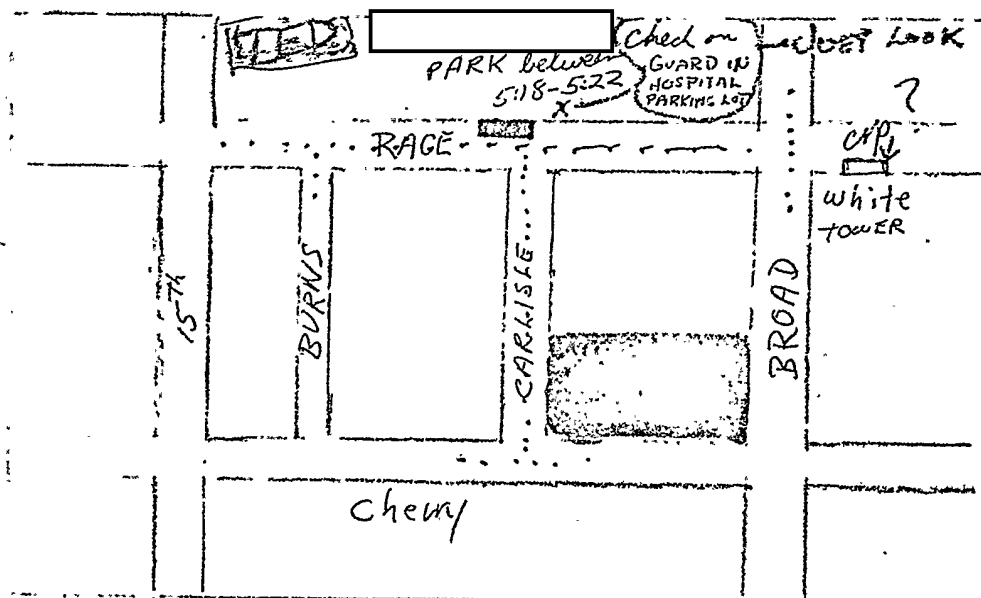 Check on
GUARD IN
HOSPITAL
PARKING LOT
LOOK
?
PARK between
5:18-5:22
X
RACE
CAR
White
TOWER
15TH
BURNS
CARLISLE
BROAD
Cherry